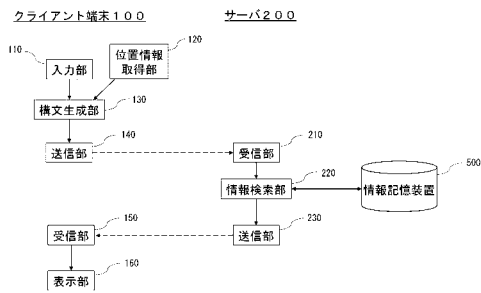 クライアント端末100
サーバ200
110
入力部
120
位置情報
取得部
構文生成部
130
140
送信部
210
受信部
220
情報検索部
500
情報記憶装置
150
受信部
230
送信部
160
表示部